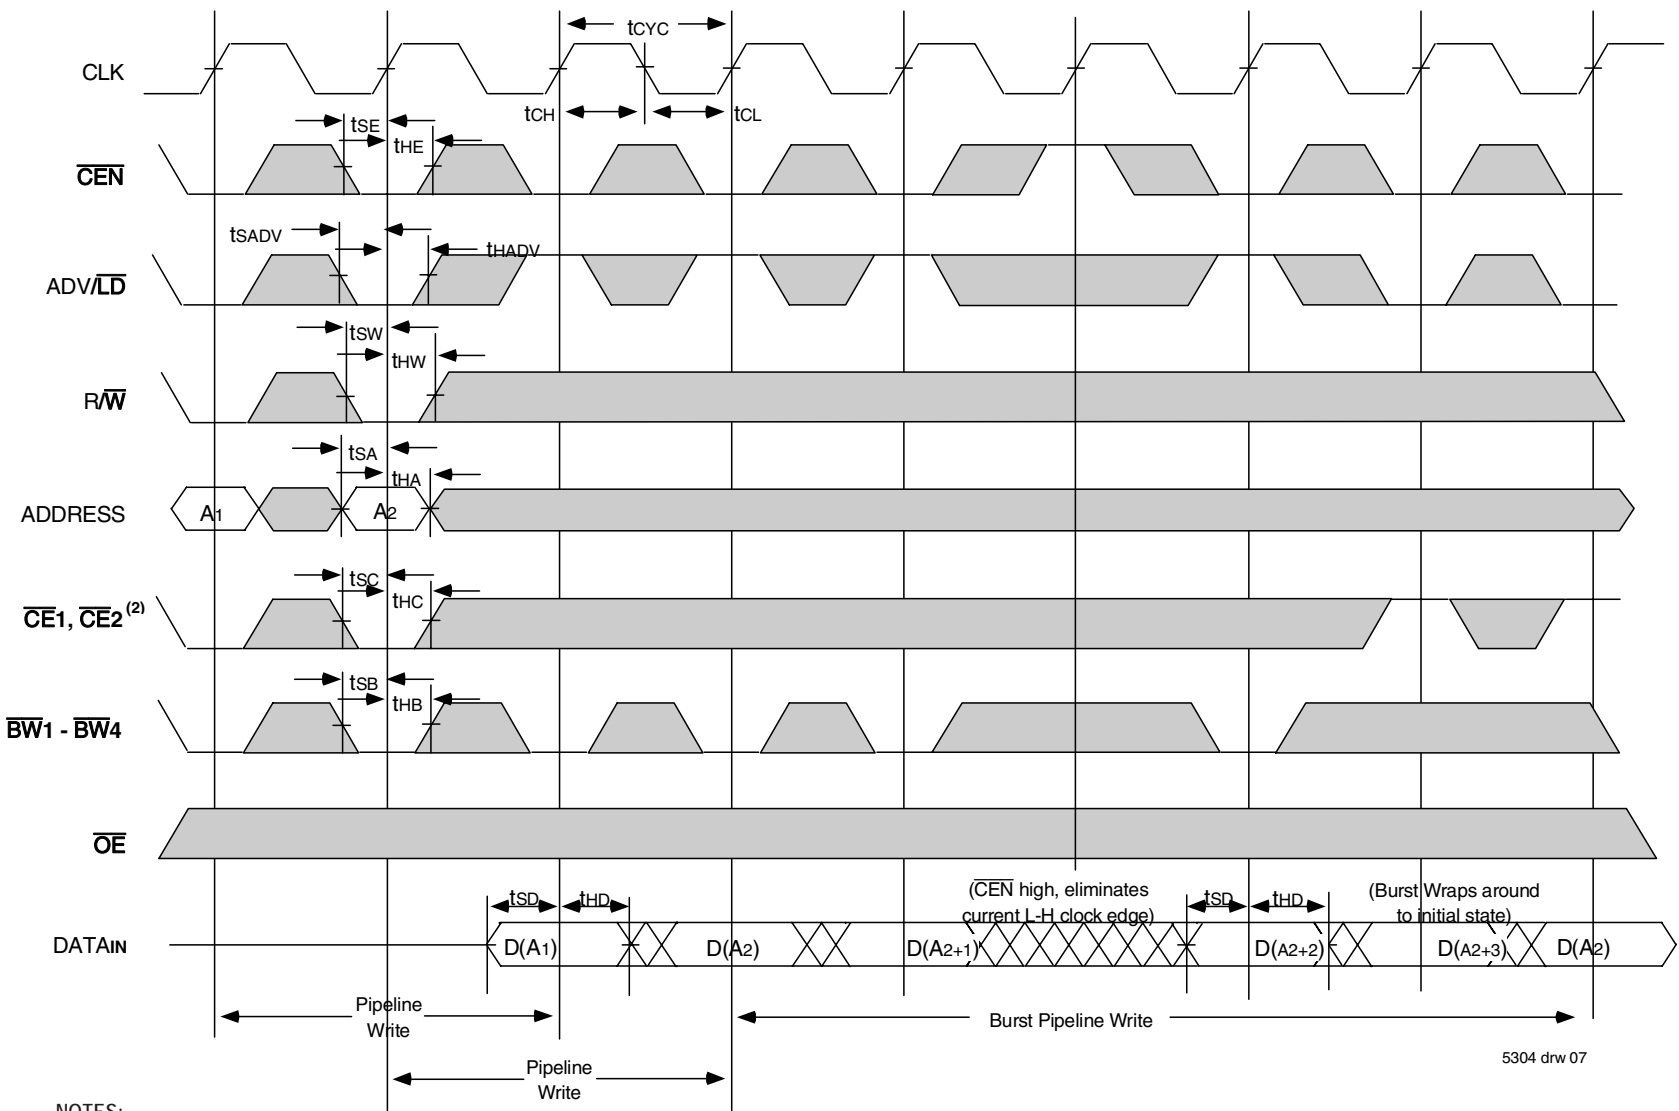 tCYC
CLK
tCH
tCL
tSE
tHE
CEN
tSADV
tHADV
ADV/LD
tSW
tHW
R/W
tSA
tHA
ADDRESS
A1
A2
tSC
tHC
CE1, CE2 (2)
tSB
tHB
BW1 - BW4
OE
tSD
tHD
(CEN high, eliminates
current L-H clock edge)
tSD
tHD
(Burst Wraps around
to initial state)
DATAIN
D(A1)
D(A2)
D(A2+1)
D(A2+2)
D(A2+3)
D(A2)
Pipeline
Write
Burst Pipeline Write
Pipeline
Write
5304 drw 07
NOTES: